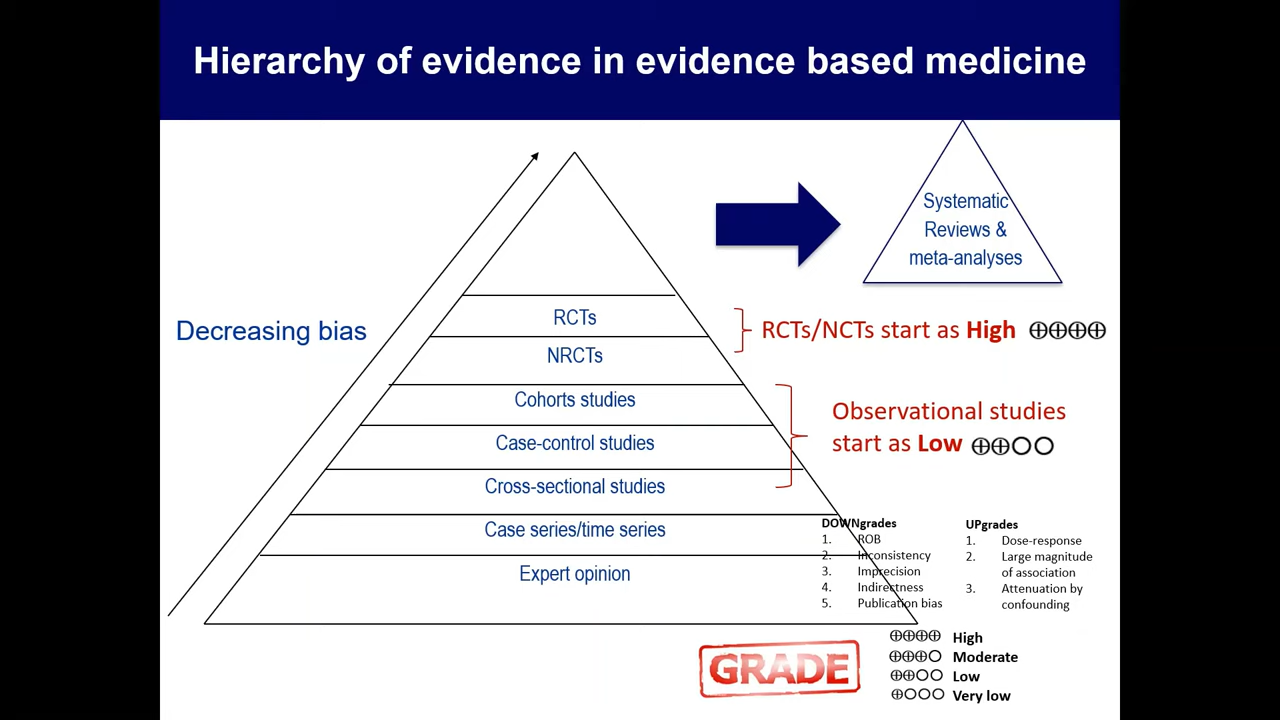 Hierarchy of evidence in evidence based medicine
Systematic
Reviews &
meta-analyses
Decreasing bias
RCTs
NRCTs
Cohorts studies
Case-control studies
Cross-sectional studies
Case series/time series
Expert opinion
RCTs/NCTs start as High ⊕⊕⊕⊕
Observational studies
start as Low ⊕⊕○○
DOWNgrades
1. ROB
2. Inconsistency
3. Imprecision
4. Indirectness
5. Publication bias
UPgrades
1. Dose-response
2. Large magnitude
of association
3. Attenuation by
confounding
GRADE
⊕⊕⊕⊕ High
⊕⊕⊕○ Moderate
⊕⊕○○ Low
⊕○○○ Very low